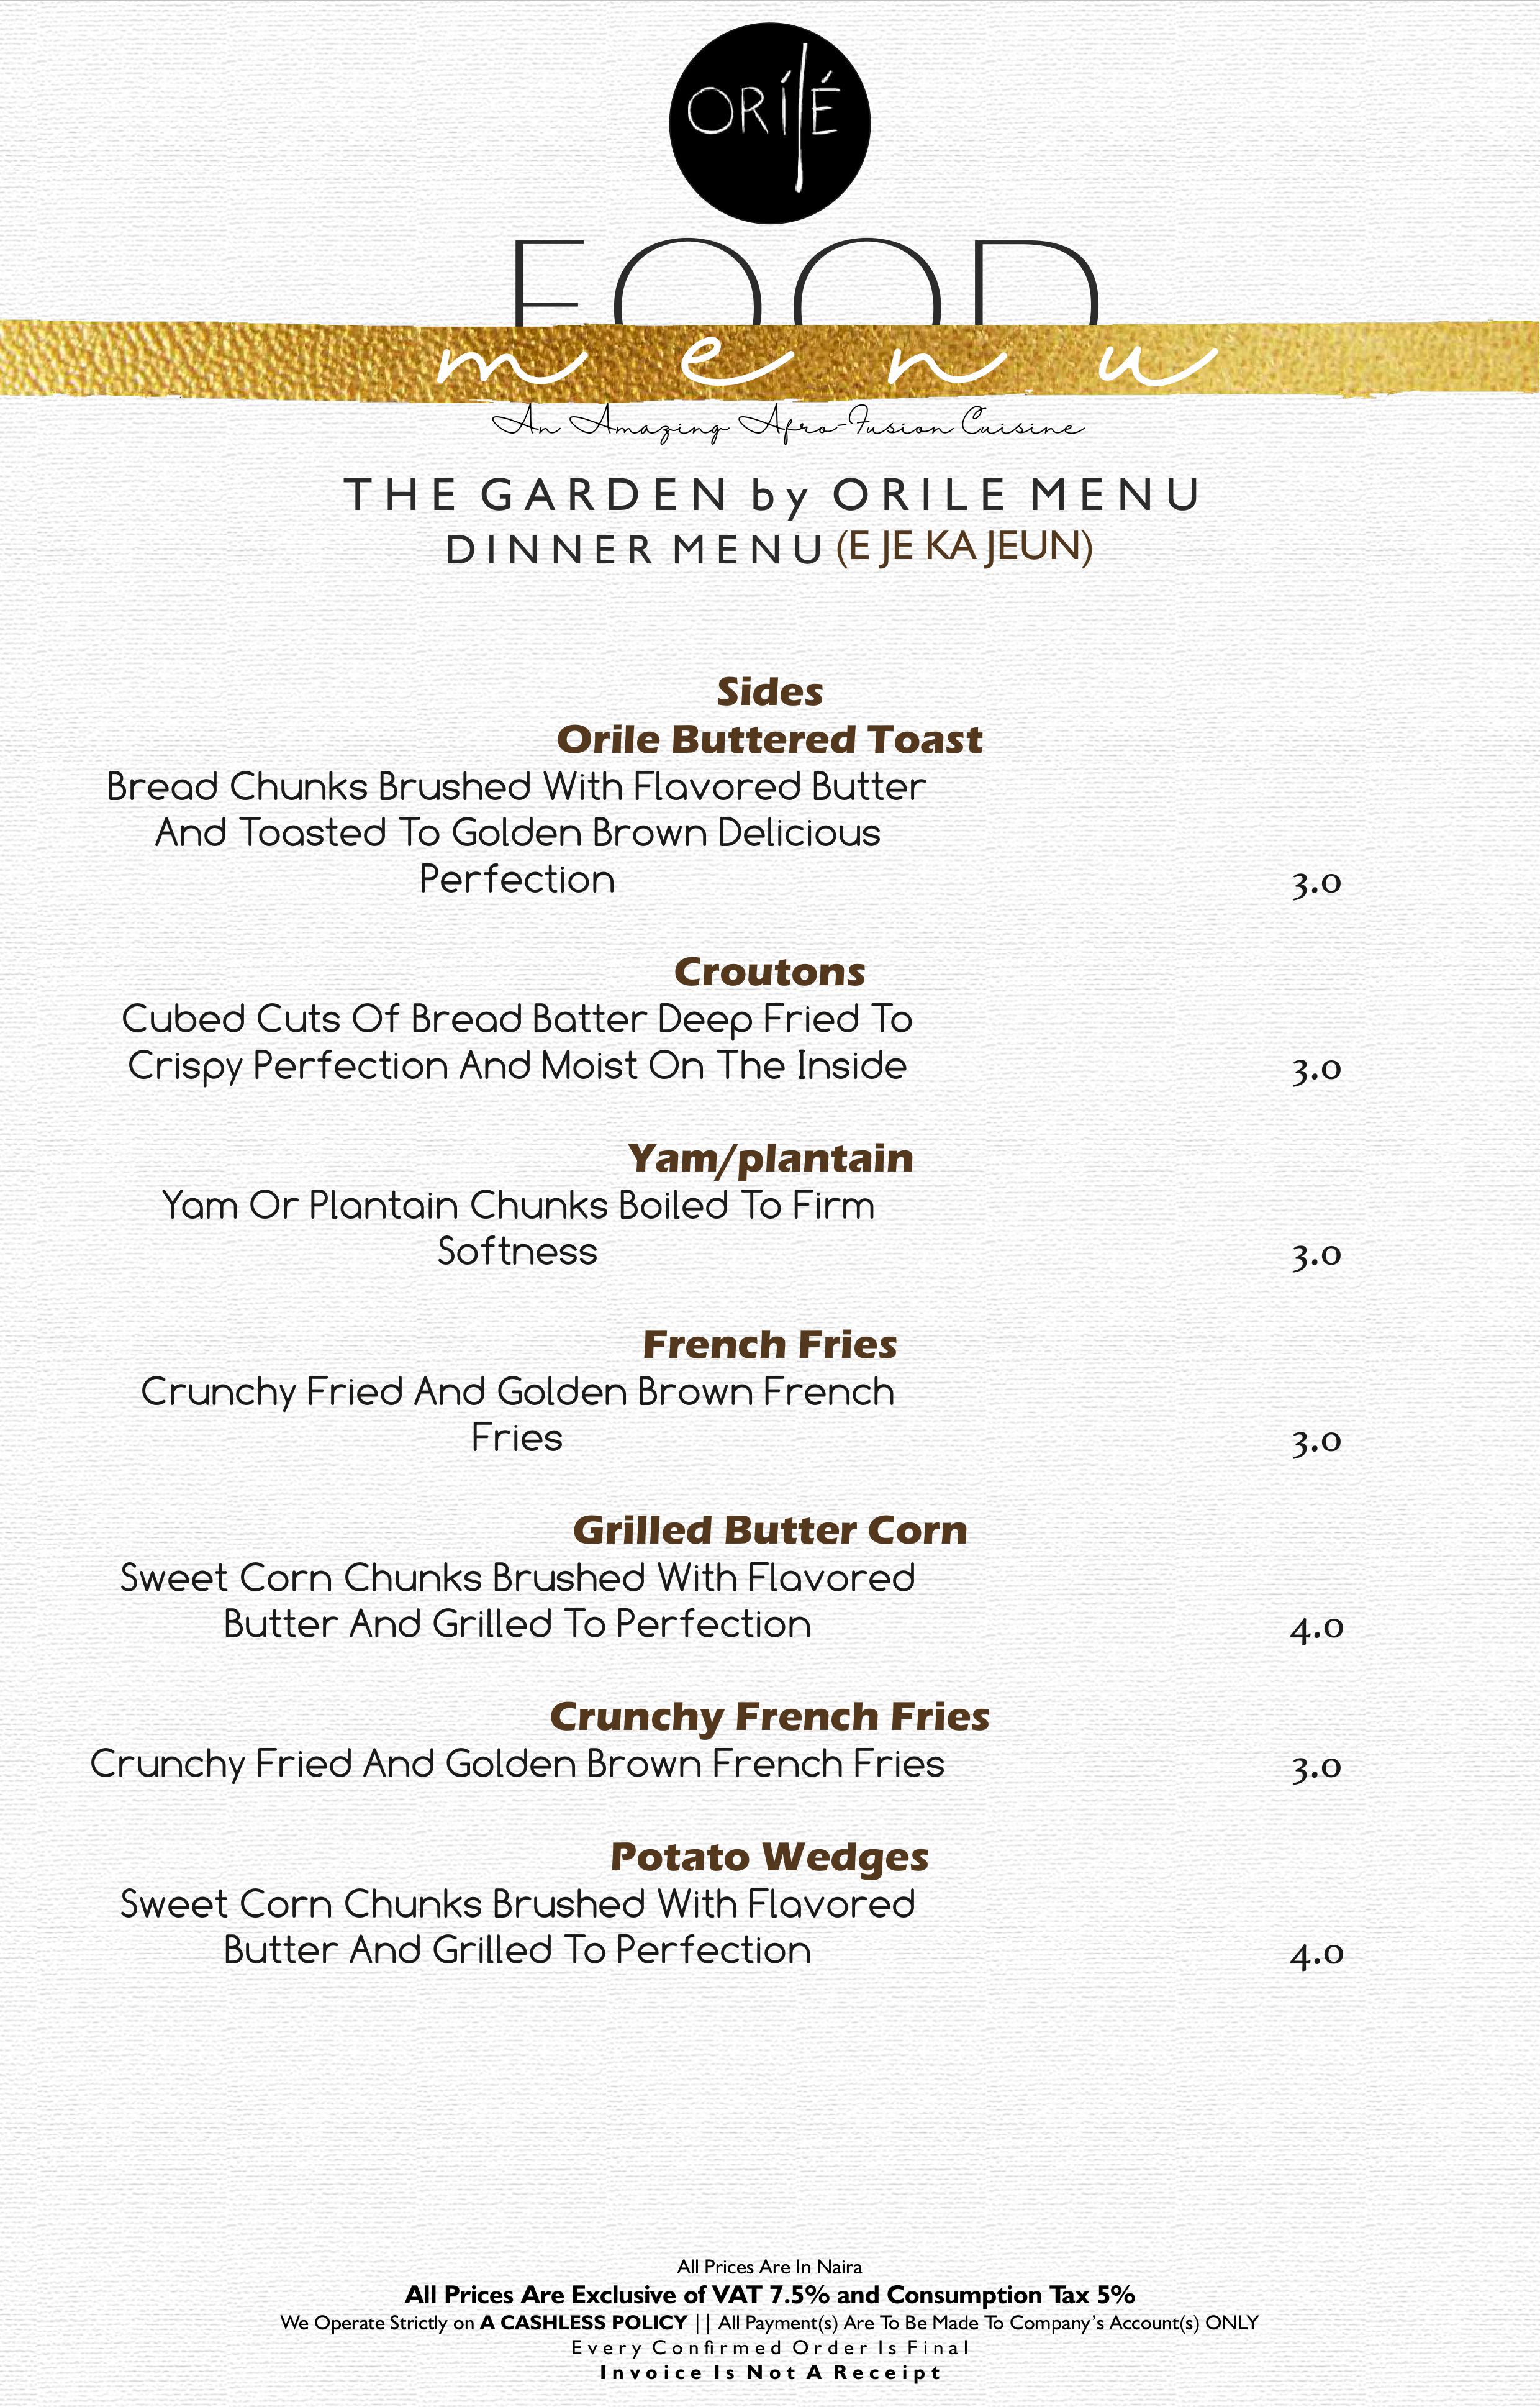 ORÍlÉ
FOOD
menu
An Amazing Afro-Fusion Cuisine
THE GARDEN by ORILE MENU
DINNER MENU (E JE KA JEUN)
Sides
Orile Buttered Toast
Bread Chunks Brushed With Flavored Butter
And Toasted To Golden Brown Delicious
Perfection 3.0
Croutons
Cubed Cuts Of Bread Batter Deep Fried To
Crispy Perfection And Moist On The Inside 3.0
Yam/plantain
Yam Or Plantain Chunks Boiled To Firm
Softness 3.0
French Fries
Crunchy Fried And Golden Brown French
Fries 3.0
Grilled Butter Corn
Sweet Corn Chunks Brushed With Flavored
Butter And Grilled To Perfection 4.0
Crunchy French Fries
Crunchy Fried And Golden Brown French Fries 3.0
Potato Wedges
Sweet Corn Chunks Brushed With Flavored
Butter And Grilled To Perfection 4.0
All Prices Are In Naira
All Prices Are Exclusive of VAT 7.5% and Consumption Tax 5%
We Operate Strictly on A CASHLESS POLICY || All Payment(s) Are To Be Made To Company's Account(s) ONLY
Every Confirmed Order Is Final
Invoice Is Not A Receipt